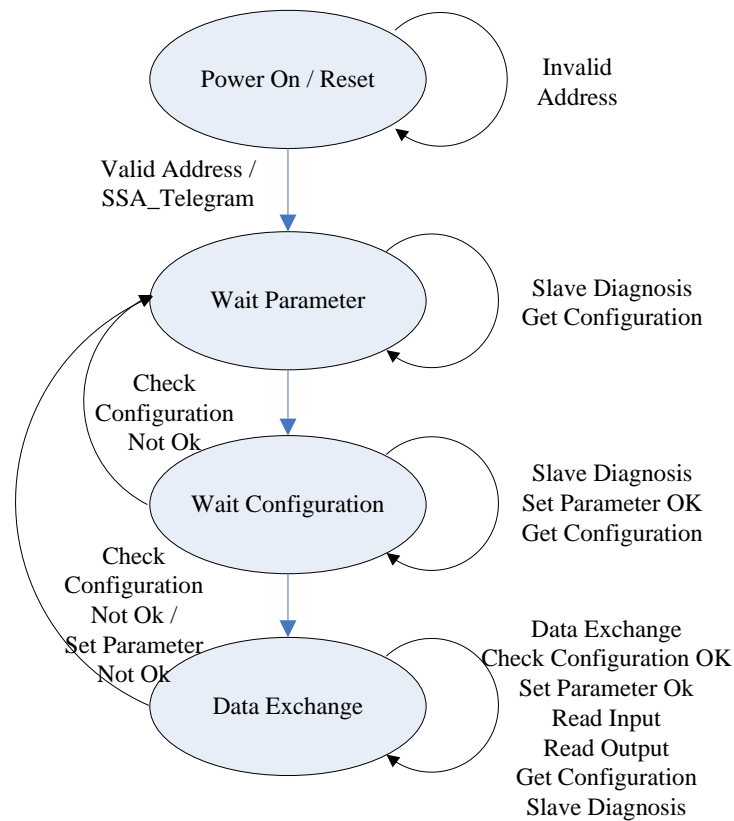 Power On / Reset
Invalid
Address
Valid Address /
SSA_Telegram
Wait Parameter
Slave Diagnosis
Get Configuration
Check
Configuration
Not Ok
Wait Configuration
Slave Diagnosis
Set Parameter OK
Get Configuration
Check
Configuration
Not Ok /
Set Parameter
Not Ok
Data Exchange
Data Exchange
Check Configuration OK
Set Parameter Ok
Read Input
Read Output
Get Configuration
Slave Diagnosis